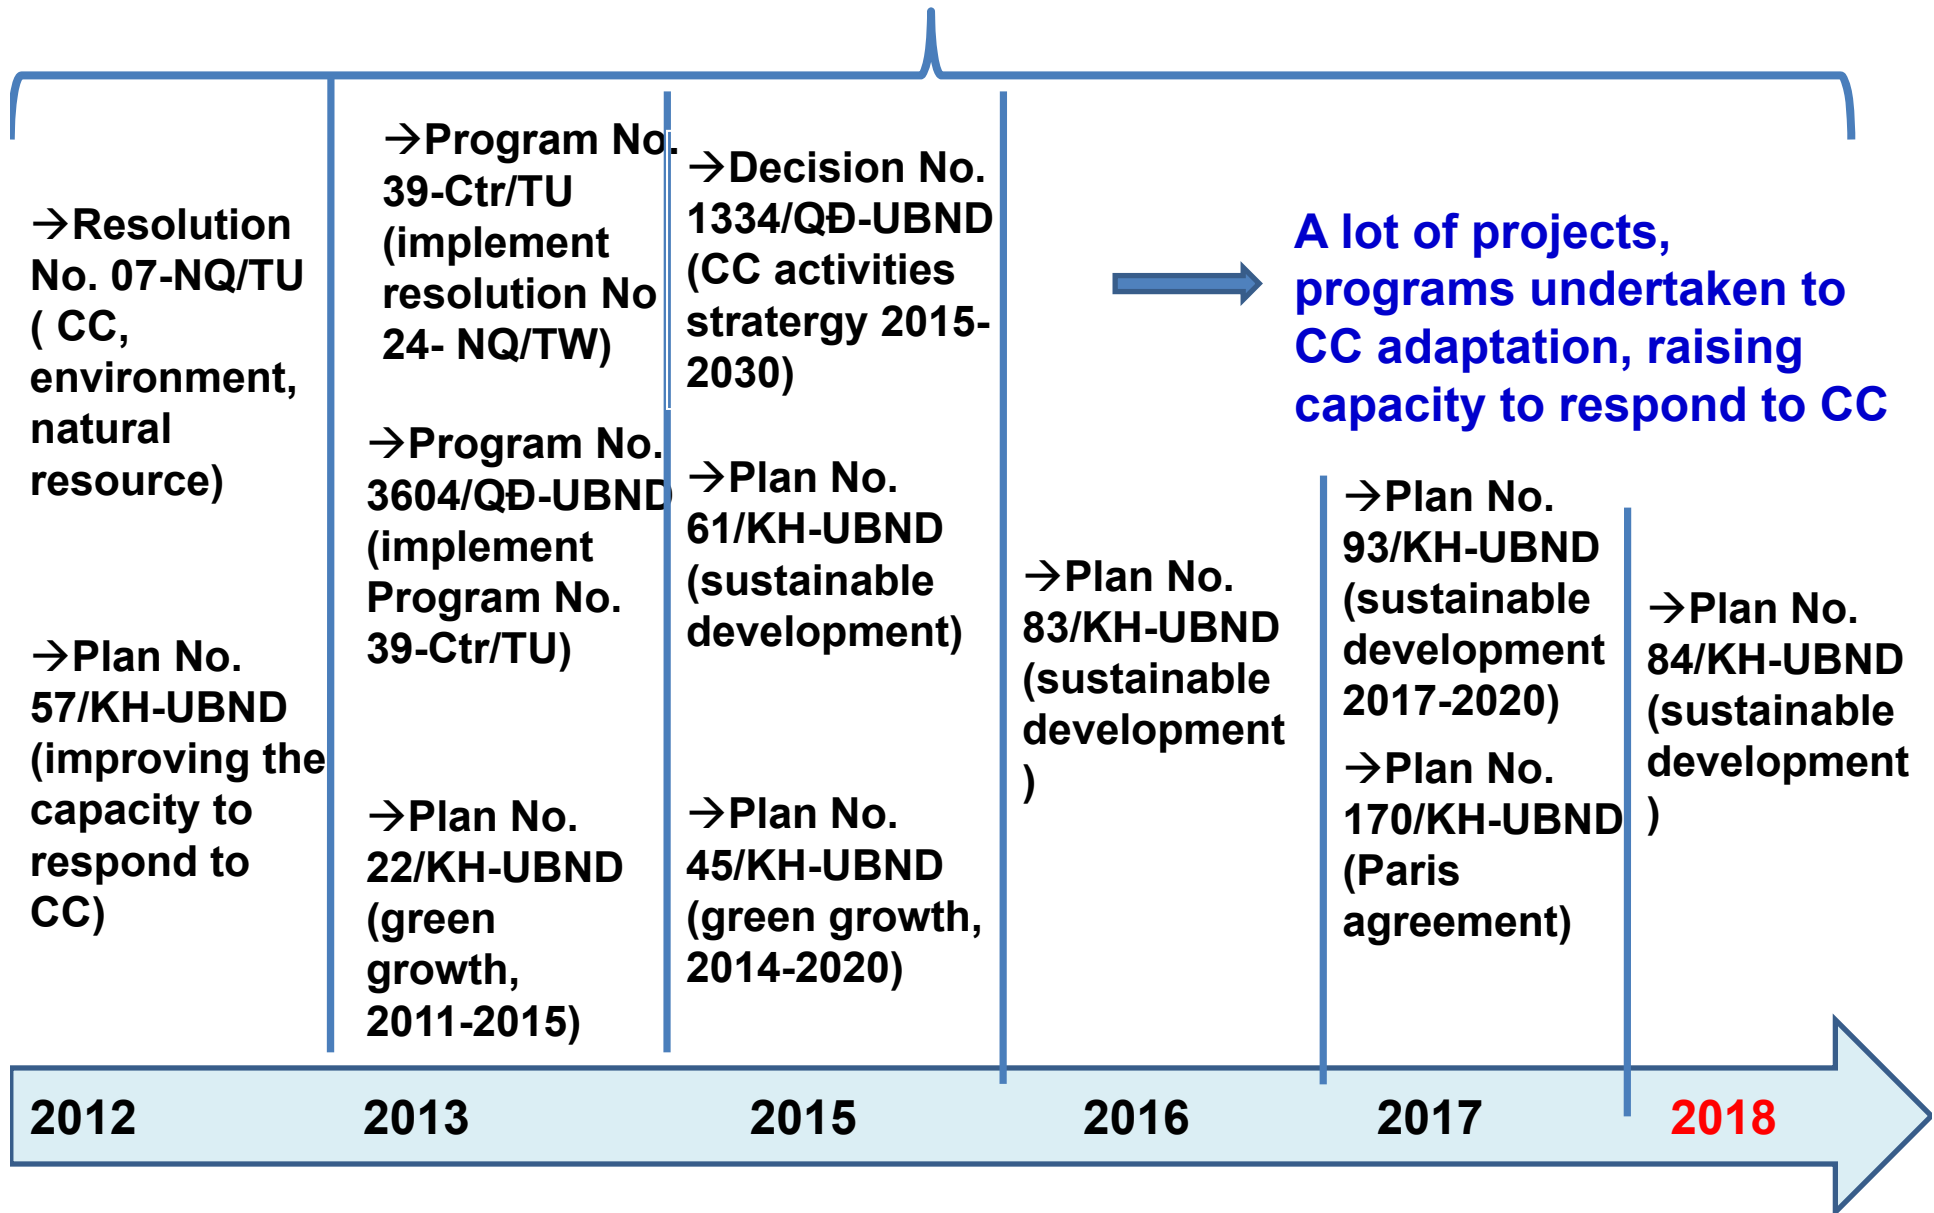 →Resolution
No. 07-NQ/TU
( CC,
environment,
natural
resource)
→Plan No.
57/KH-UBND
(improving the
capacity to
respond to
CC)
→Program No.
39-Ctr/TU
(implement
resolution No
24- NQ/TW)
→Program No.
3604/QĐ-UBND
(implement
Program No.
39-Ctr/TU)
→Plan No.
22/KH-UBND
(green
growth,
2011-2015)
→Decision No.
1334/QĐ-UBND
(CC activities
stratergy 2015-
2030)
→Plan No.
61/KH-UBND
(sustainable
development)
→Plan No.
45/KH-UBND
(green growth,
2014-2020)
A lot of projects,
programs undertaken to
CC adaptation, raising
capacity to respond to CC
→Plan No.
83/KH-UBND
(sustainable
development
)
→Plan No.
93/KH-UBND
(sustainable
development
2017-2020)
→Plan No.
170/KH-UBND
(Paris
agreement)
→Plan No.
84/KH-UBND
(sustainable
development
)
2012
2013
2015
2016
2017
2018